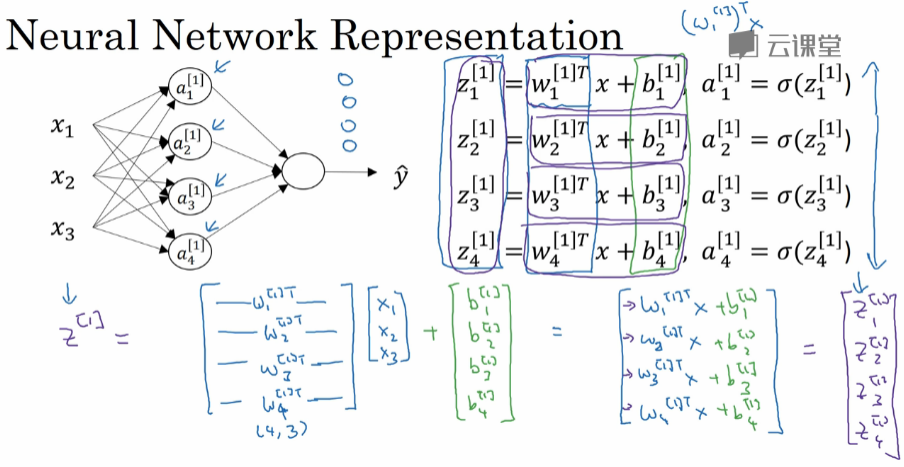 Neural Network Representation
(w₁^[1])^T x
云课堂
x₁
x₂
x₃
a₁^[1]
a₂^[1]
a₃^[1]
a₄^[1]
ŷ
z₁^[1] = w₁^[1]T x + b₁^[1], a₁^[1] = σ(z₁^[1])
z₂^[1] = w₂^[1]T x + b₂^[1], a₂^[1] = σ(z₂^[1])
z₃^[1] = w₃^[1]T x + b₃^[1], a₃^[1] = σ(z₃^[1])
z₄^[1] = w₄^[1]T x + b₄^[1], a₄^[1] = σ(z₄^[1])
z^[1] = [ w₁^[1]T [ x₁ + [ b₁^[1] = [ → w₁^[1]T x + b₁^[1] = [ z₁^[1]
w₂^[1]T x₂ b₂^[1] → w₂^[1]T x + b₂^[1] z₂^[1]
w₃^[1]T x₃ ] b₃^[1] → w₃^[1]T x + b₃^[1] z₃^[1]
w₄^[1]T ] b₄^[1] ] → w₄^[1]T x + b₄^[1] ] z₄^[1] ]
(4,3)